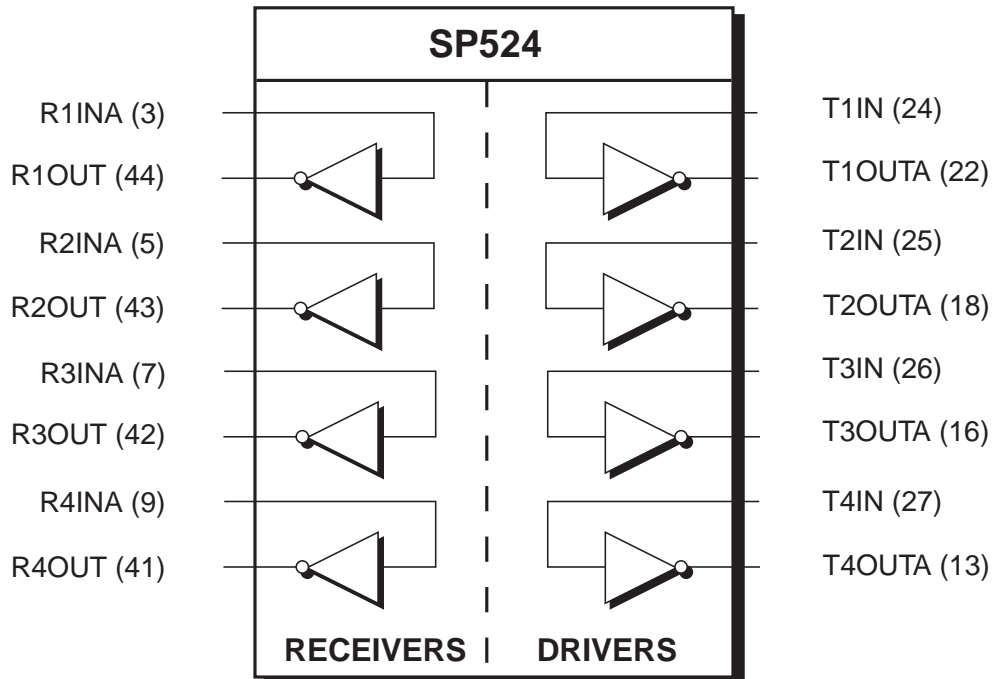 SP524
R1INA (3)
R1OUT (44)
R2INA (5)
R2OUT (43)
R3INA (7)
R3OUT (42)
R4INA (9)
R4OUT (41)
T1IN (24)
T1OUTA (22)
T2IN (25)
T2OUTA (18)
T3IN (26)
T3OUTA (16)
T4IN (27)
T4OUTA (13)
RECEIVERS
DRIVERS